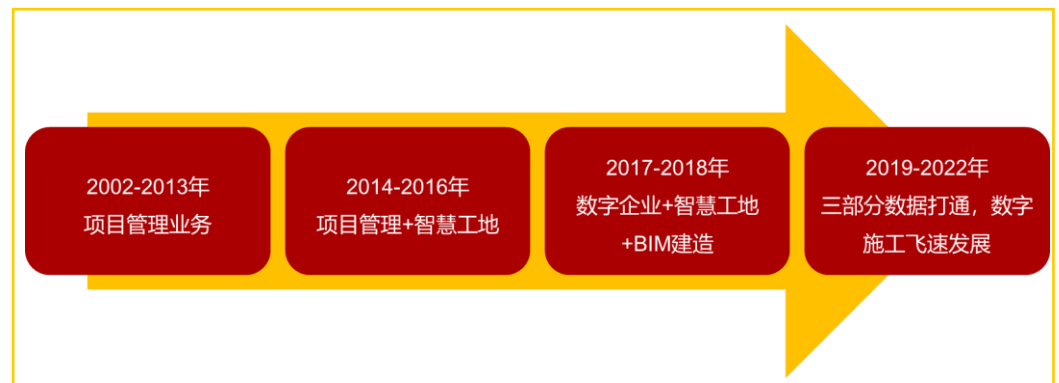 2002-2013年
项目管理业务
2014-2016年
项目管理+智慧工地
2017-2018年
数字企业+智慧工地
+BIM建造
2019-2022年
三部分数据打通，数字
施工飞速发展